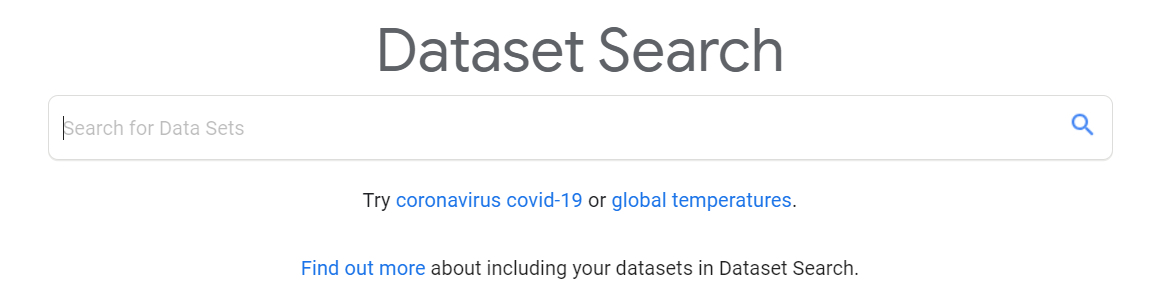 Dataset Search
Search for Data Sets
Try coronavirus covid-19 or global temperatures.
Find out more about including your datasets in Dataset Search.